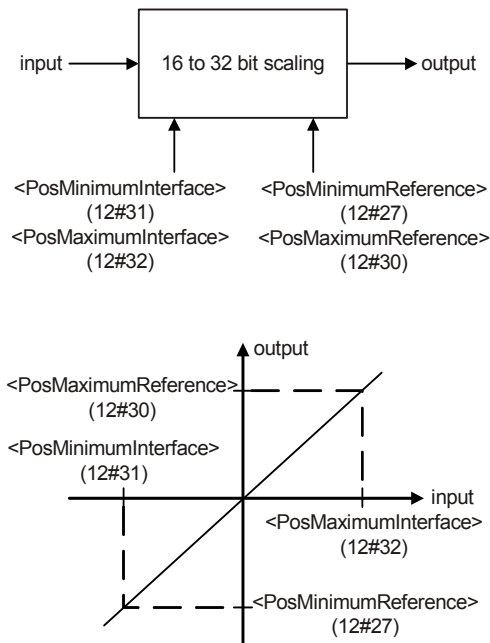 input
16 to 32 bit scaling
output
<PosMinimumInterface>
(12#31)
<PosMaximumInterface>
(12#32)
<PosMinimumReference>
(12#27)
<PosMaximumReference>
(12#30)
output
<PosMaximumReference>
(12#30)
<PosMinimumInterface>
(12#31)
input
<PosMaximumInterface>
(12#32)
<PosMinimumReference>
(12#27)